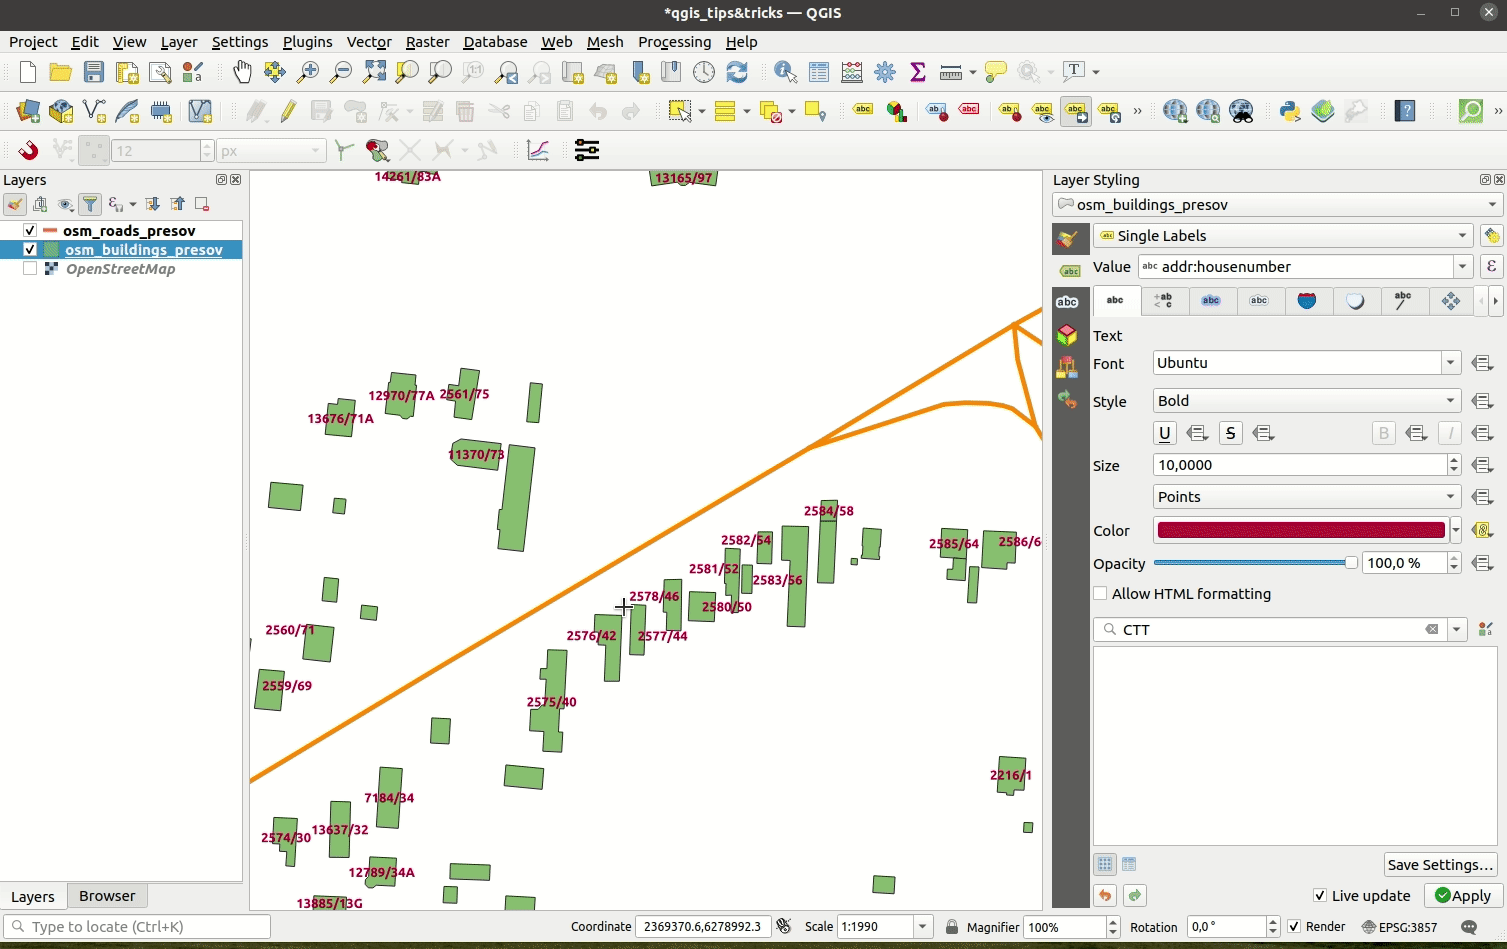 *qgis_tips&tricks — QGIS
Project Edit View Layer Settings Plugins Vector Raster Database Web Mesh Processing Help
12 px
Layers
osm_roads_presov
osm_buildings_presov
OpenStreetMap
Layers Browser
14261/83A
13165/97
12970/77A
2561/75
13676/71A
11370/73
2584/58
2582/54
2585/64
2586/6
2581/52
2583/56
2578/46
2580/50
2560/71
2576/42
2577/44
2559/69
2575/40
2216/1
7184/34
13637/32
2574/30
12789/34A
13885/13G
Layer Styling
osm_buildings_presov
Single Labels
Value abc addr:housenumber
Text
Font Ubuntu
Style Bold
U S B I
Size 10,0000
Points
Color
Opacity 100,0 %
Allow HTML formatting
CTT
Save Settings...
Live update Apply
Type to locate (Ctrl+K)
Coordinate 2369370.6,6278992.3 Scale 1:1990 Magnifier 100% Rotation 0,0 ° Render EPSG:3857